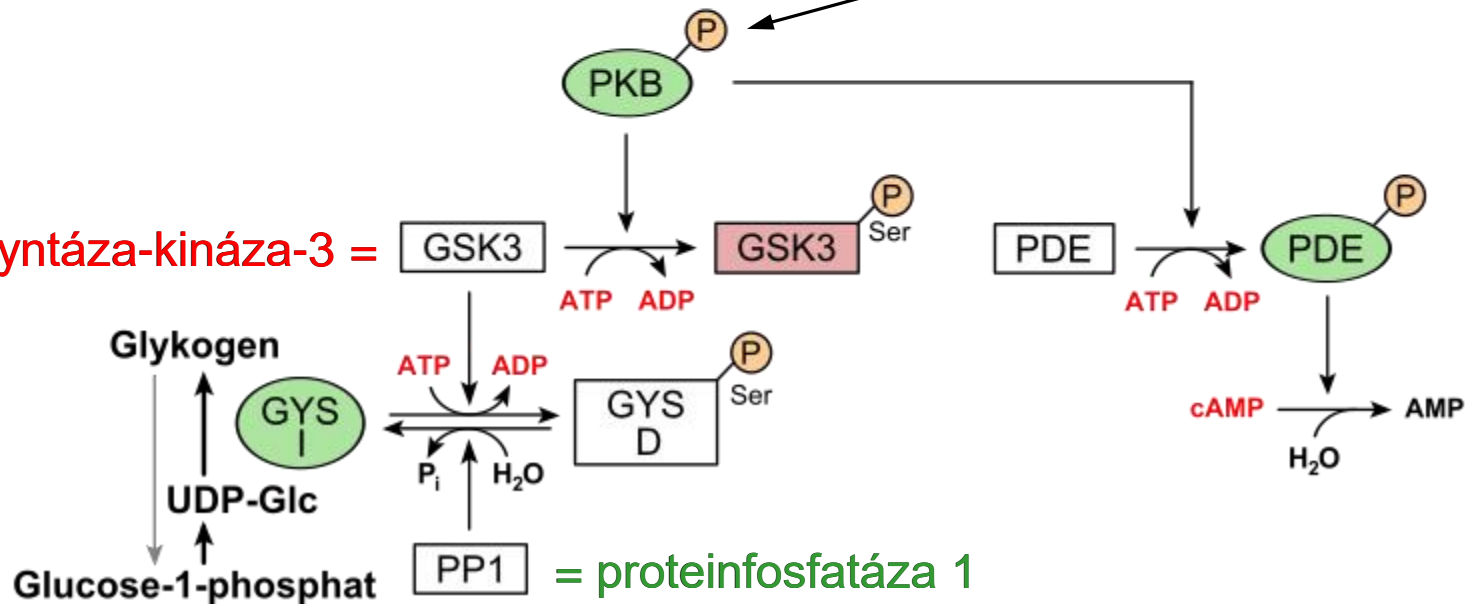 P
PKB
P
Ser
P
yntáza-kináza-3 =
GSK3
GSK3
PDE
PDE
ATP ADP
ATP ADP
Glykogen
ATP ADP
P
Ser
GYS
I
GYS
D
cAMP
AMP
H₂O
Pᵢ H₂O
UDP-Glc
PP1
= proteinfosfatáza 1
Glucose-1-phosphat